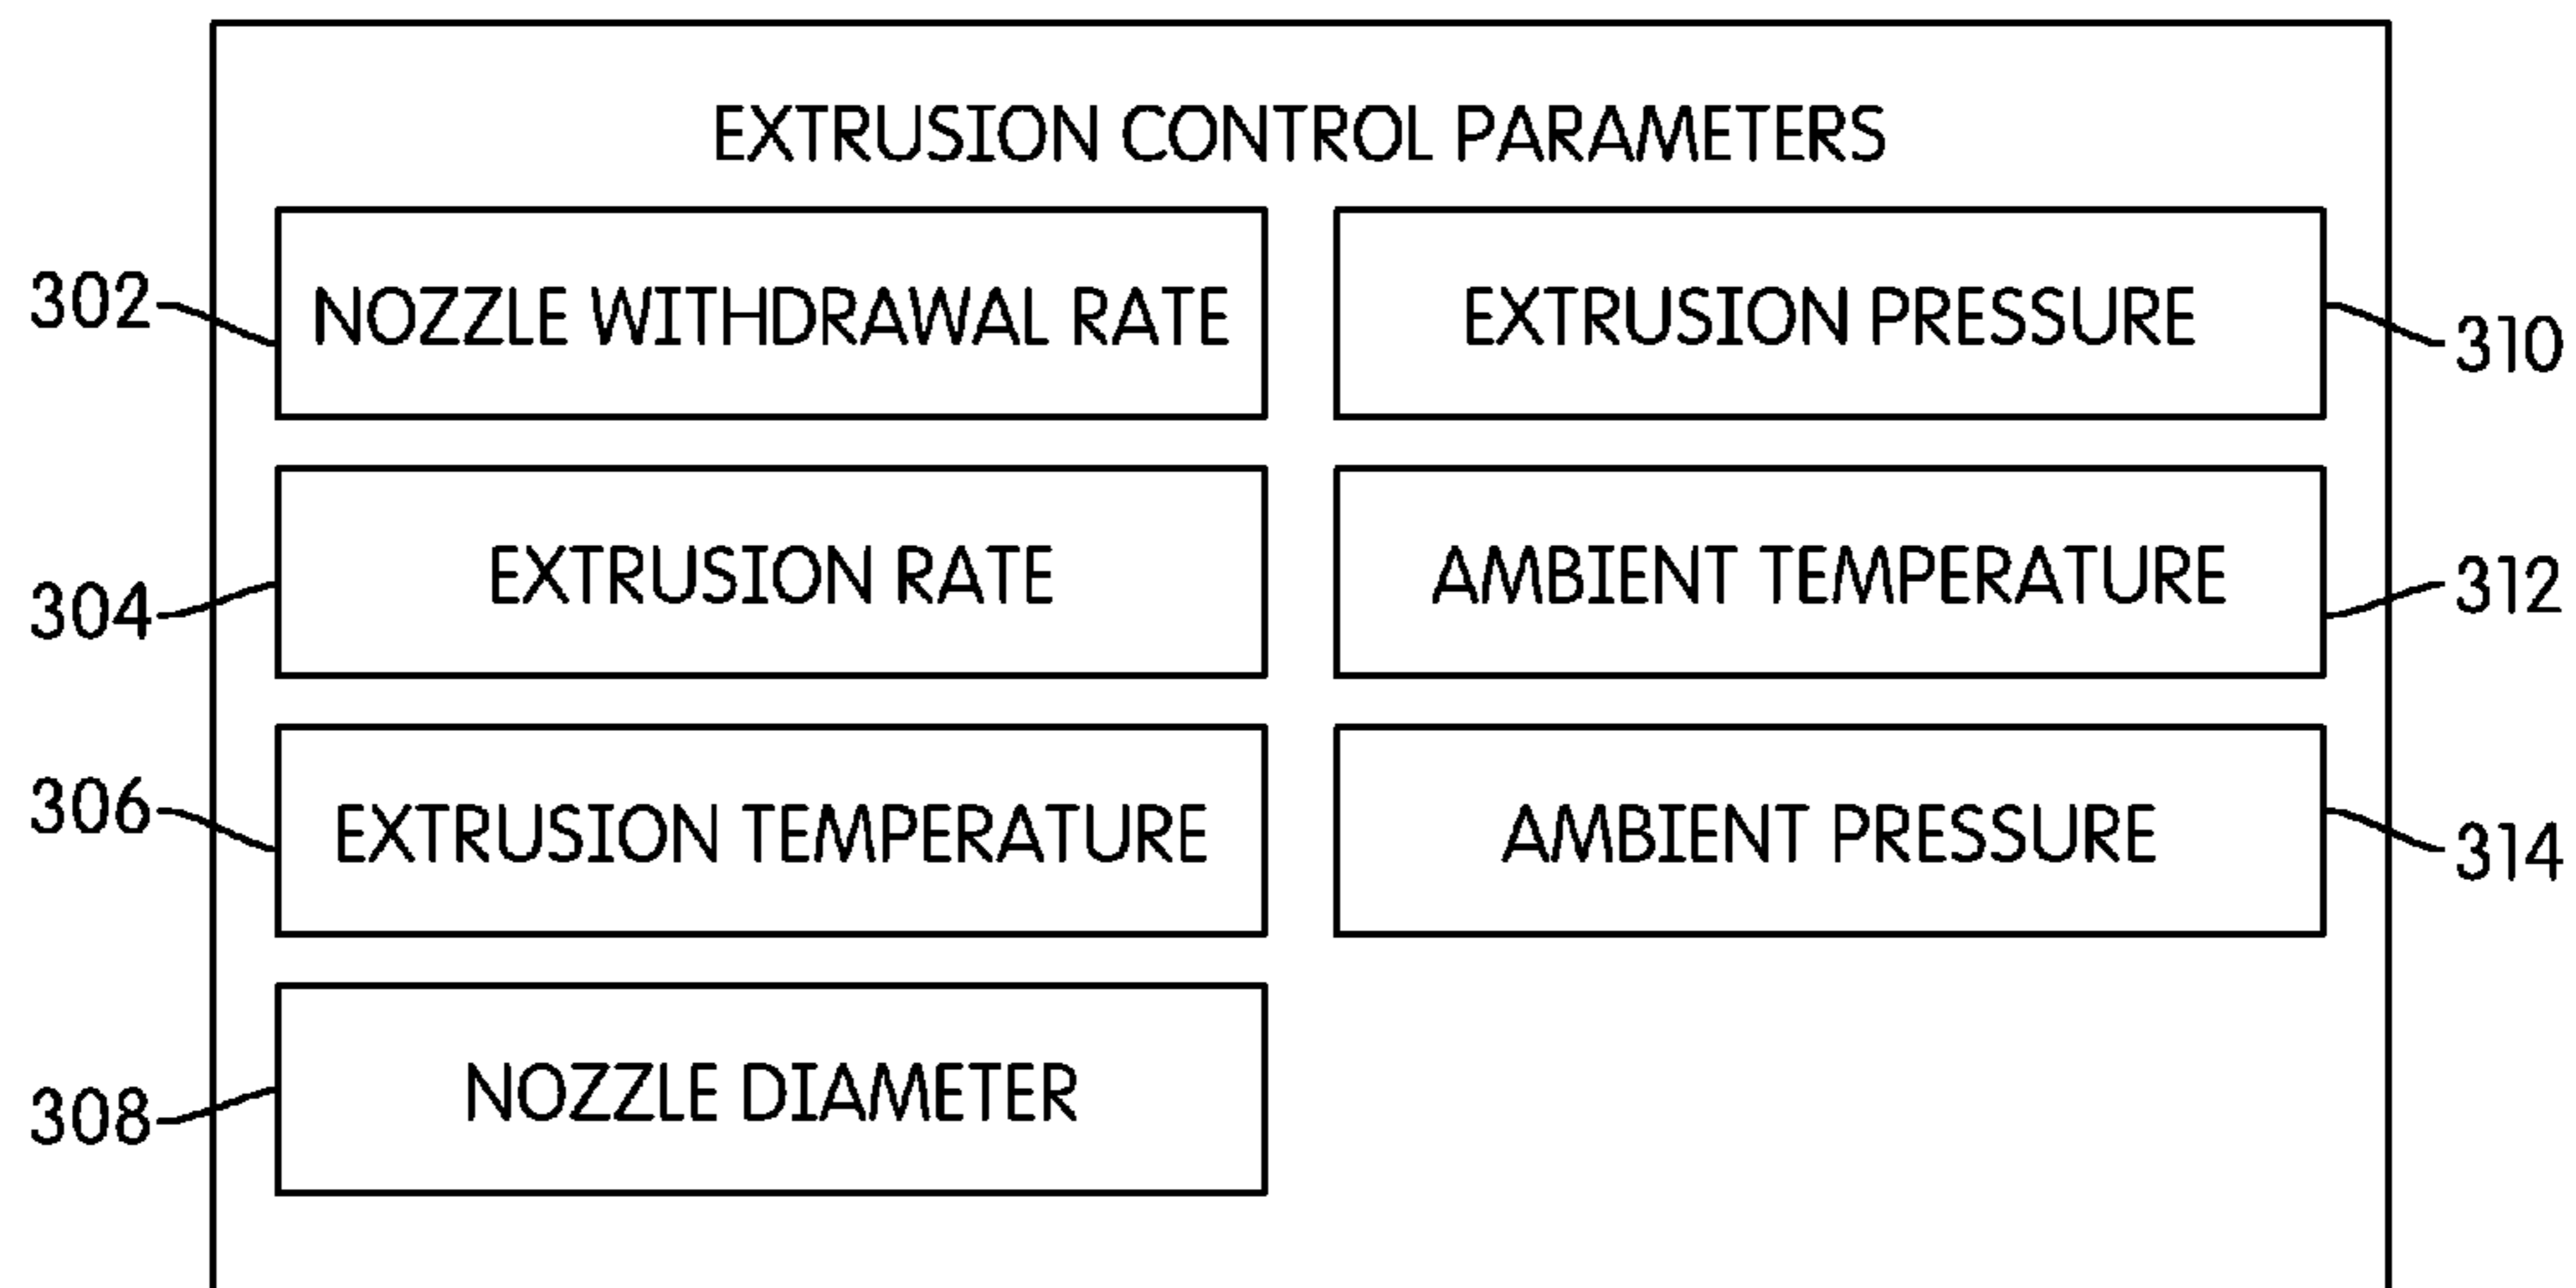 EXTRUSION CONTROL PARAMETERS
302 NOZZLE WITHDRAWAL RATE
EXTRUSION PRESSURE 310
304 EXTRUSION RATE
AMBIENT TEMPERATURE 312
306 EXTRUSION TEMPERATURE
AMBIENT PRESSURE 314
308 NOZZLE DIAMETER